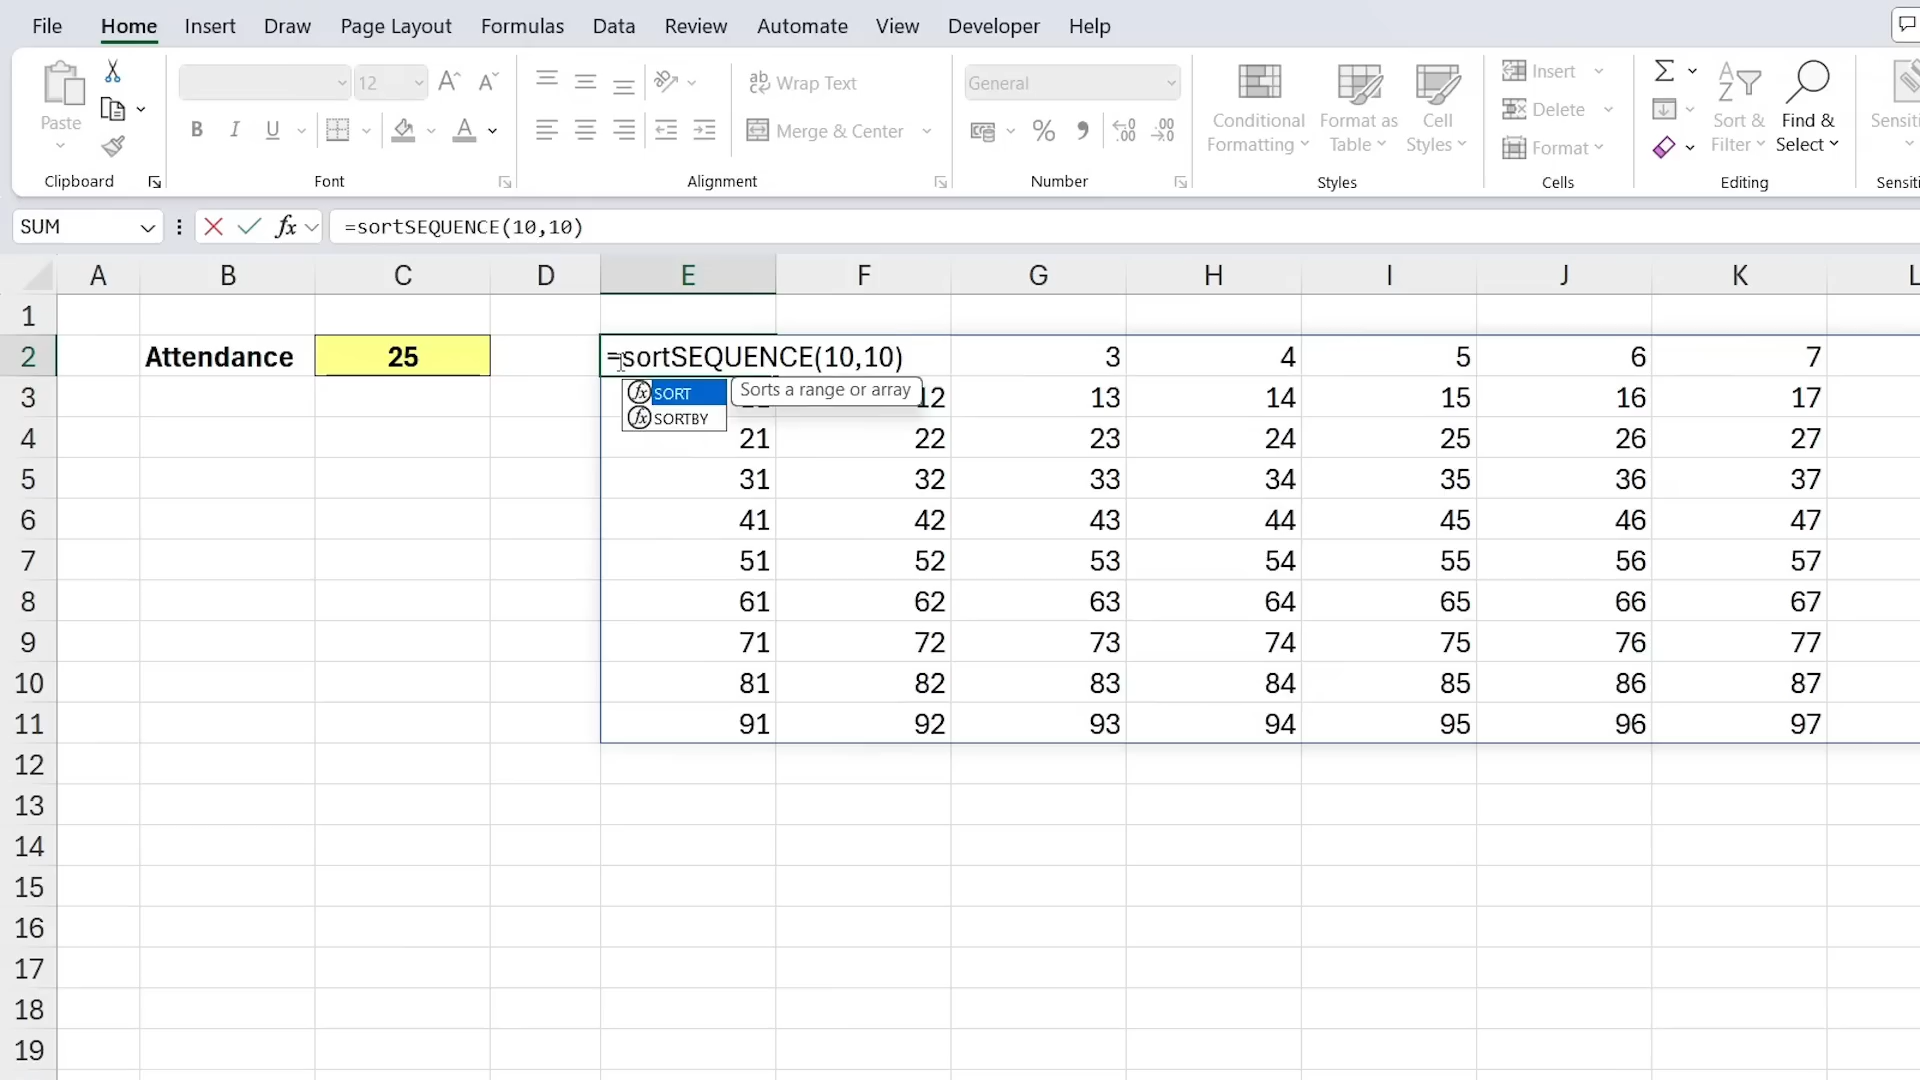 File Home Insert Draw Page Layout Formulas Data Review Automate View Developer Help
Paste
Clipboard
12
Font
Wrap Text
Merge & Center
Alignment
General
Number
Conditional Formatting
Format as Table
Cell Styles
Styles
Insert
Delete
Format
Cells
Sort & Filter
Find & Select
Editing
Sensiti
Sensiti
SUM fx =sortSEQUENCE(10,10)
A B C D E F G H I J K L
1
2 Attendance 25 =sortSEQUENCE(10,10) 3 4 5 6 7
SORT Sorts a range or array
SORTBY
3 12 13 14 15 16 17
4 21 22 23 24 25 26 27
5 31 32 33 34 35 36 37
6 41 42 43 44 45 46 47
7 51 52 53 54 55 56 57
8 61 62 63 64 65 66 67
9 71 72 73 74 75 76 77
10 81 82 83 84 85 86 87
11 91 92 93 94 95 96 97
12
13
14
15
16
17
18
19